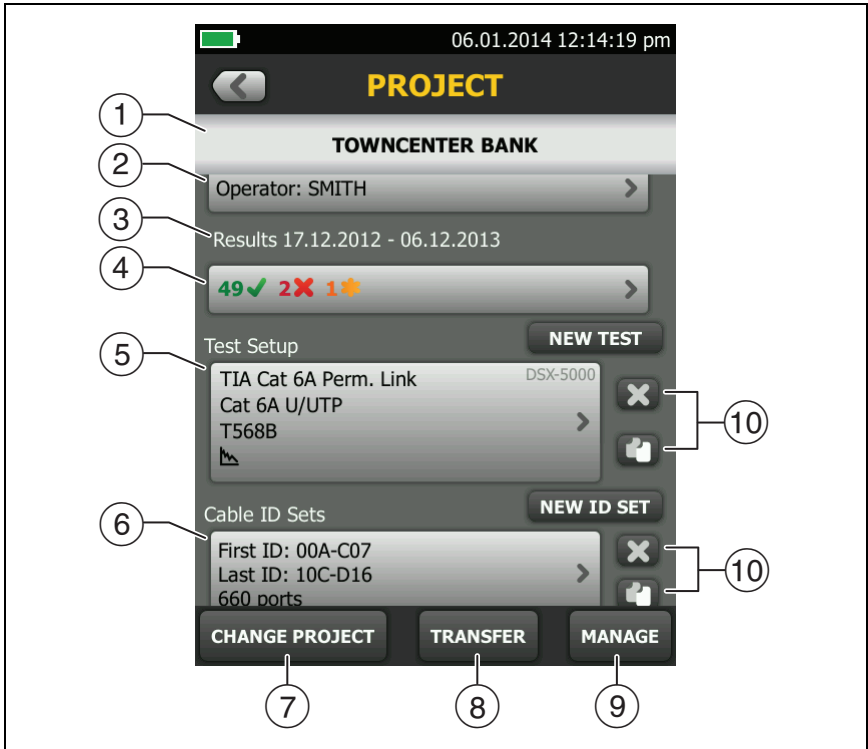 06.01.2014 12:14:19 pm
PROJECT
1
TOWNCENTER BANK
2
Operator: SMITH
3
Results 17.12.2012 - 06.12.2013
4
49 2 1
NEW TEST
5
Test Setup
TIA Cat 6A Perm. Link
DSX-5000
Cat 6A U/UTP
T568B
10
6
Cable ID Sets
NEW ID SET
First ID: 00A-C07
Last ID: 10C-D16
660 ports
10
CHANGE PROJECT
TRANSFER
MANAGE
7
8
9